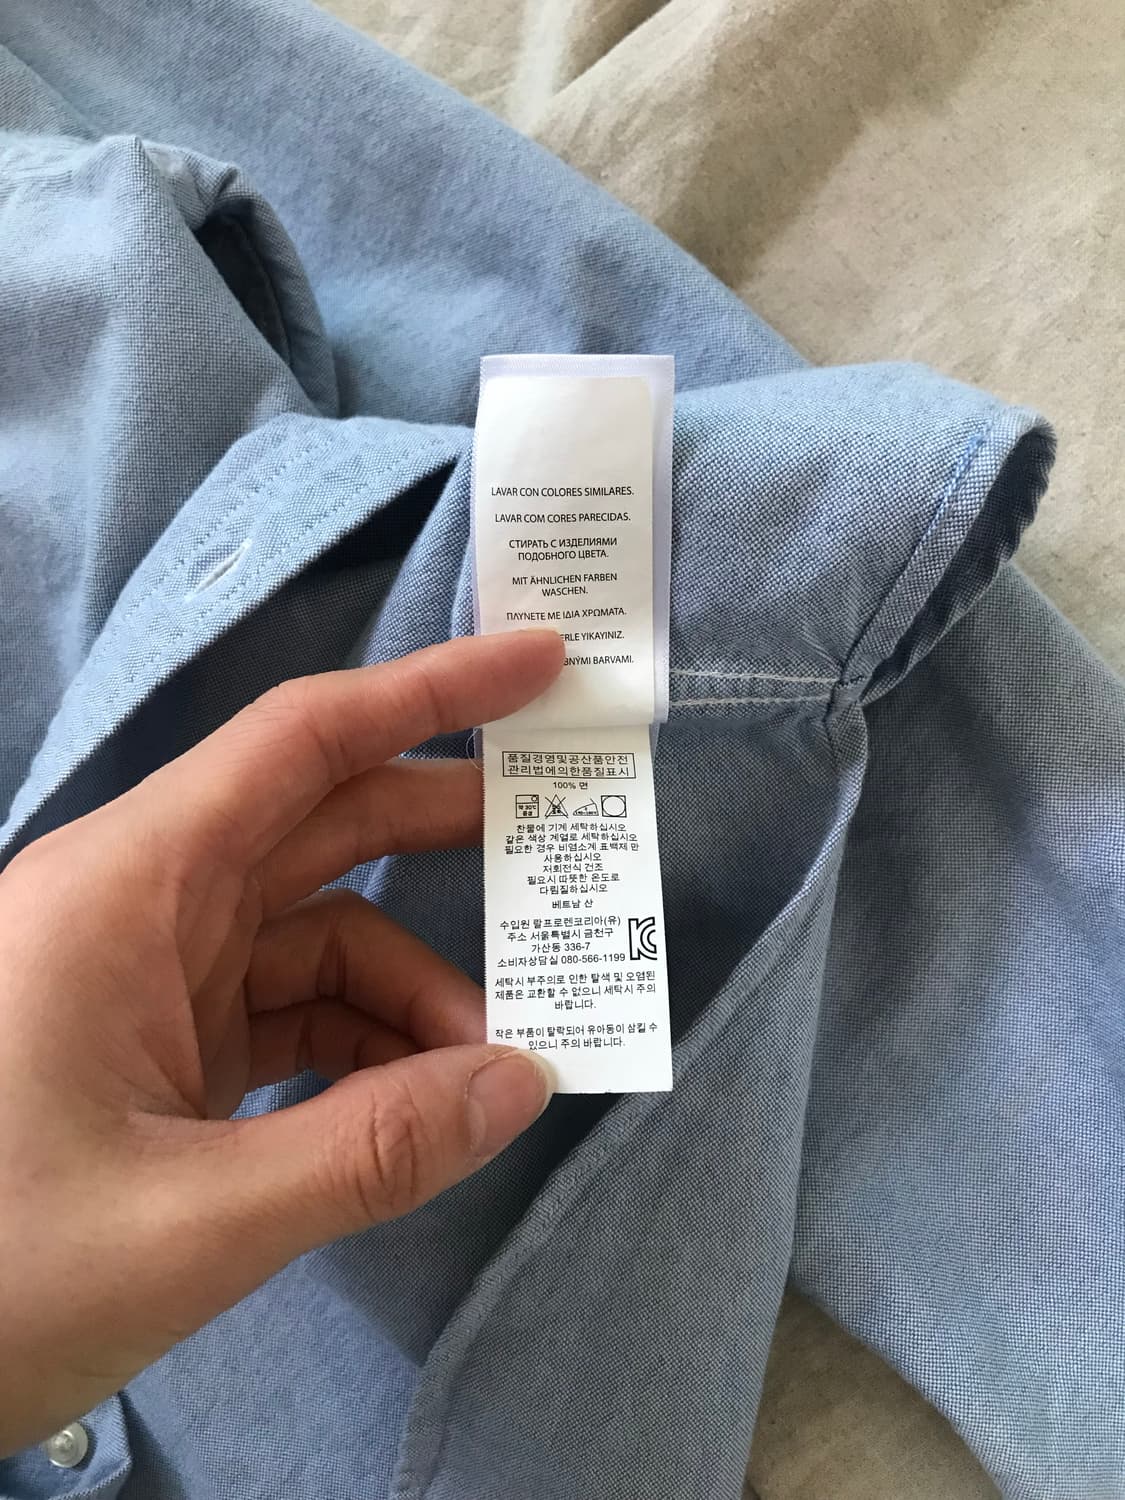 LAVAR CON COLORES SIMILARES.
LAVAR COM CORES PARECIDAS.
СТИРАТЬ С ИЗДЕЛИЯМИ
ПОДОБНОГО ЦВЕТА.
MIT ÄHNLICHEN FARBEN
WASCHEN.
ΠΛΥΝΕΤΕ ΜΕ ΙΔΙΑ ΧΡΩΜΑΤΑ.
YIKAYINIZ.
BARVAMI.
품질경영및공산품안전
관리법에의한품질표시
100% 면
약 30℃
중성
찬물에 기계 세탁하십시오
같은 색상 계열로 세탁하십시오
필요한 경우 비염소계 표백제 만
사용하십시오
저회전식 건조
필요시 따뜻한 온도로
다림질하십시오
베트남 산
수입원 랄프로렌코리아(유)
주소 서울특별시 금천구
가산동 336-7
소비자상담실 080-566-1199
세탁시 부주의로 인한 탈색 및 오염된
제품은 교환할 수 없으니 세탁시 주의
바랍니다.
작은 부품이 탈락되어 유아동이 삼킬 수
있으니 주의 바랍니다.